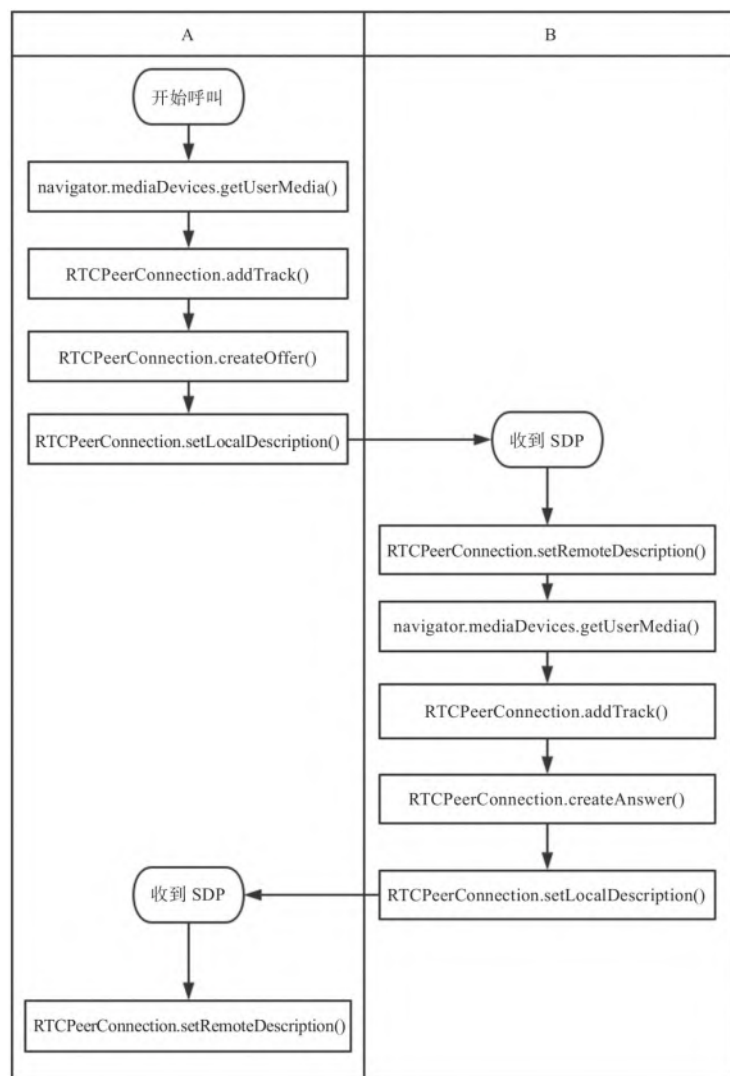 A
B
开始呼叫
navigator.mediaDevices.getUserMedia()
RTCPeerConnection.addTrack()
RTCPeerConnection.createOffer()
RTCPeerConnection.setLocalDescription()
收到 SDP
RTCPeerConnection.setRemoteDescription()
navigator.mediaDevices.getUserMedia()
RTCPeerConnection.addTrack()
RTCPeerConnection.createAnswer()
RTCPeerConnection.setLocalDescription()
收到 SDP
RTCPeerConnection.setRemoteDescription()